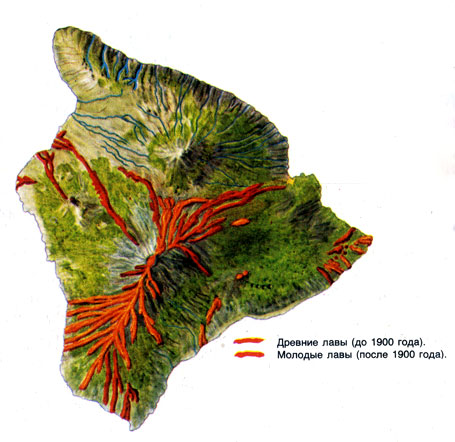 Древние лавы (до 1900 года).
Молодые лавы (после 1900 года).